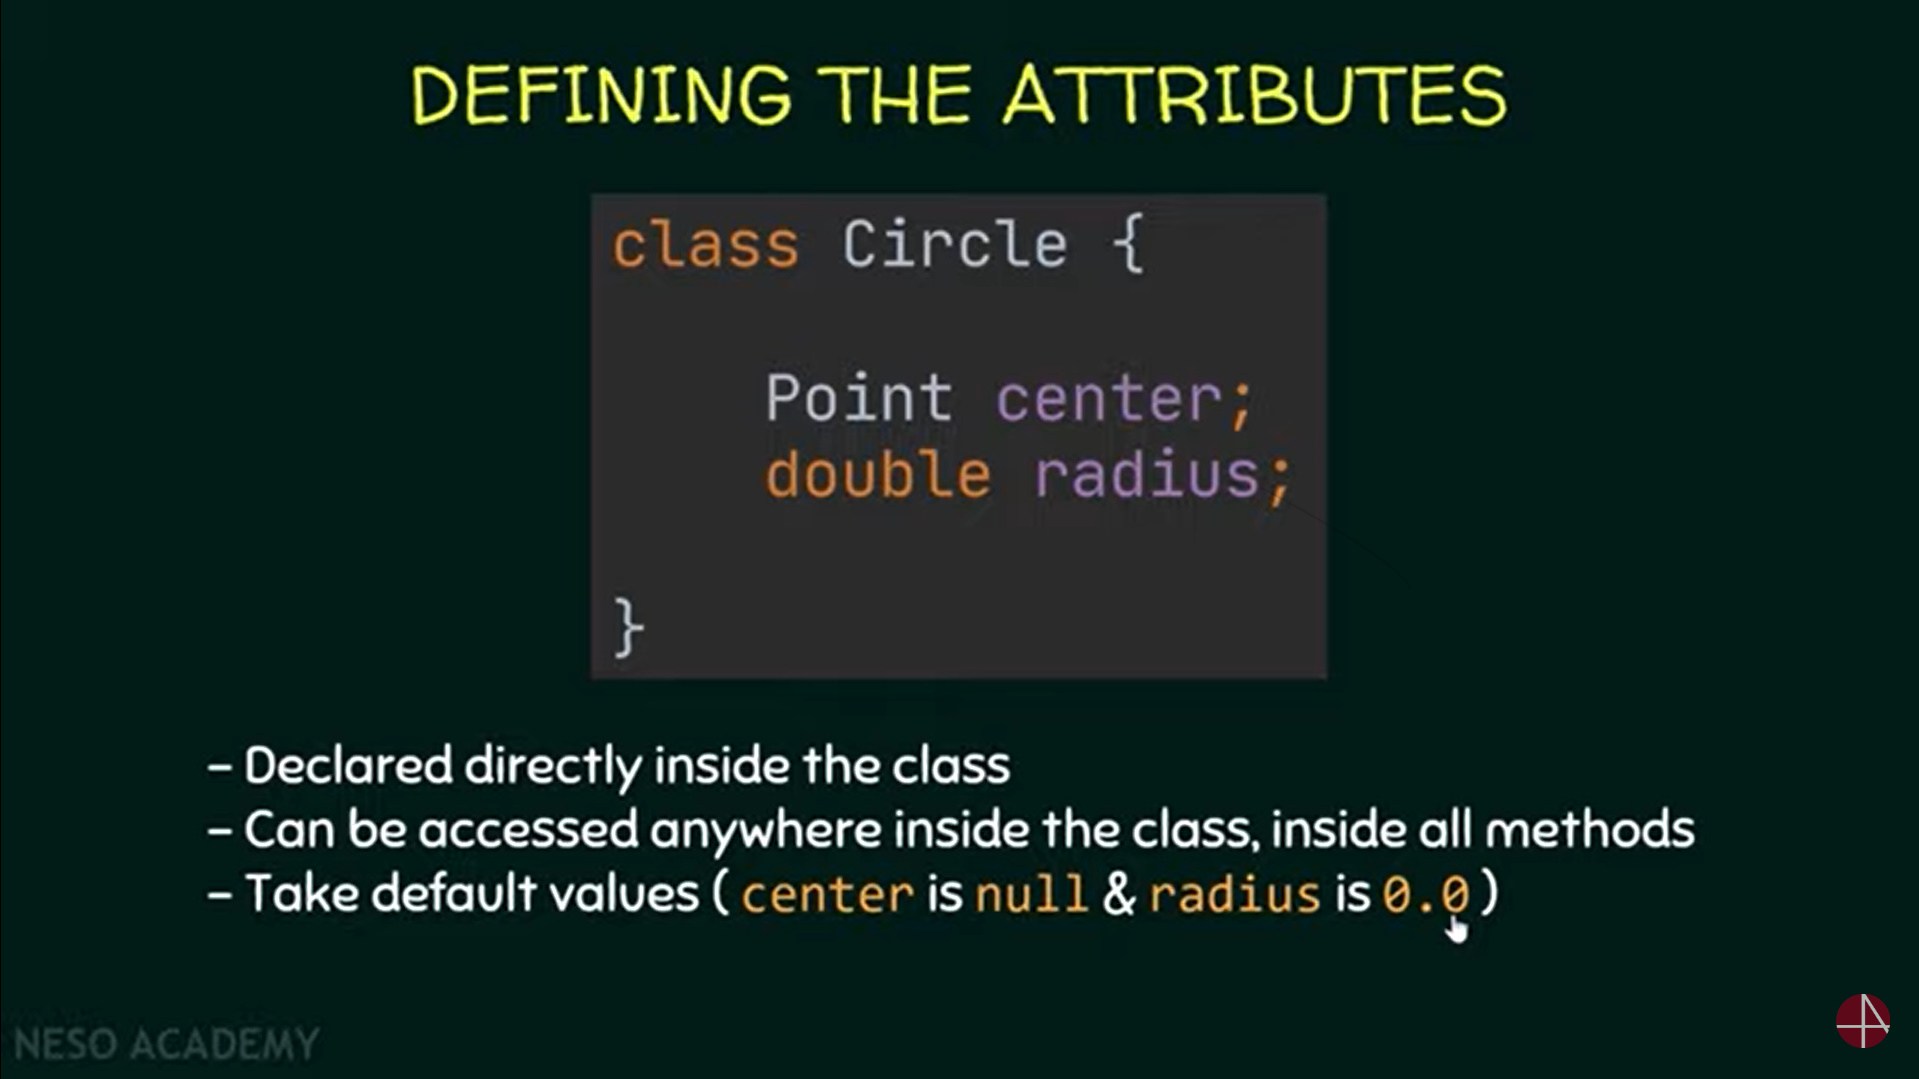 DEFINING THE ATTRIBUTES
class Circle {
Point center;
double radius;
}
– Declared directly inside the class
– Can be accessed anywhere inside the class, inside all methods
– Take default values ( center is null & radius is 0.0 )
NESO ACADEMY